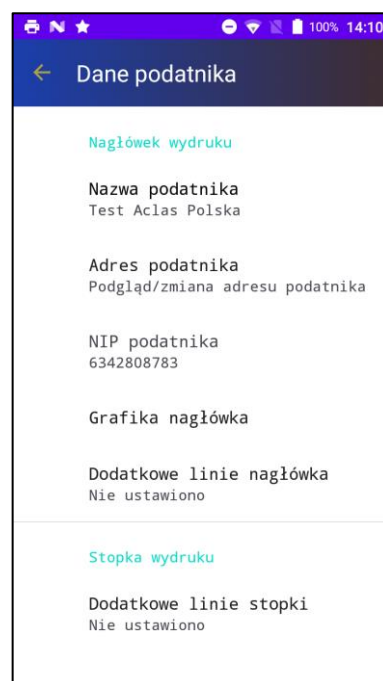 100% 14:10
Dane podatnika
Nagłówek wydruku
Nazwa podatnika
Test Aclas Polska
Adres podatnika
Podgląd/zmiana adresu podatnika
NIP podatnika
6342808783
Grafika nagłówka
Dodatkowe linie nagłówka
Nie ustawiono
Stopka wydruku
Dodatkowe linie stopki
Nie ustawiono